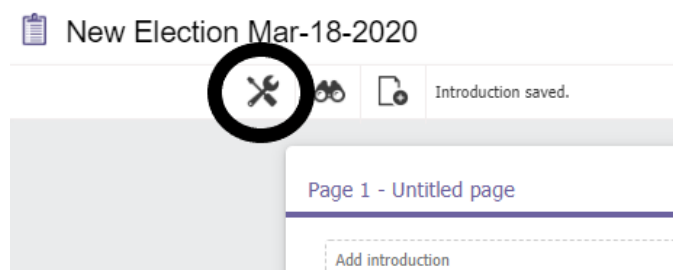 New Election Mar-18-2020
Introduction saved.
Page 1 - Untitled page
Add introduction